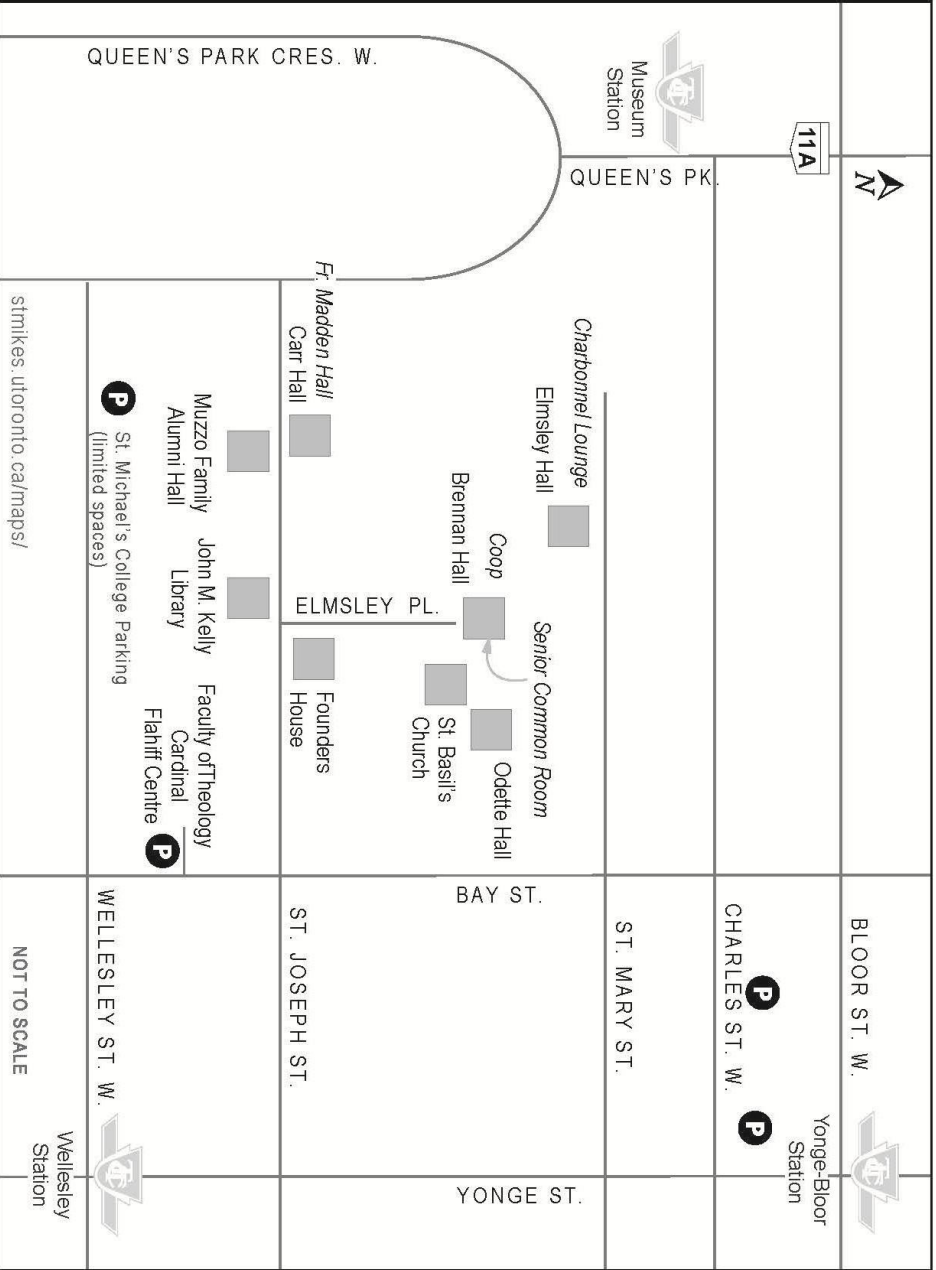 BLOOR ST. W.
Yonge-Bloor
Station
11A
N
CHARLES ST. W.
P
P
Museum
Station
QUEEN'S PK.
ST. MARY ST.
Charbonnel Lounge
Elmsley Hall
Senior Common Room
Coop
Brennan Hall
Odette Hall
St. Basil's
Church
BAY ST.
YONGE ST.
QUEEN'S PARK CRES. W.
ELMSLEY PL.
Fr. Madden Hall
Carr Hall
Founders
House
ST. JOSEPH ST.
Muzzo Family
Alumni Hall
John M. Kelly
Library
Faculty of Theology
Cardinal
Flahiff Centre
P
P
St. Michael's College Parking
(limited spaces)
WELLESLEY ST. W.
Wellesley
Station
stmikes.utoronto.ca/maps/
NOT TO SCALE
TTC
TTC
TTC